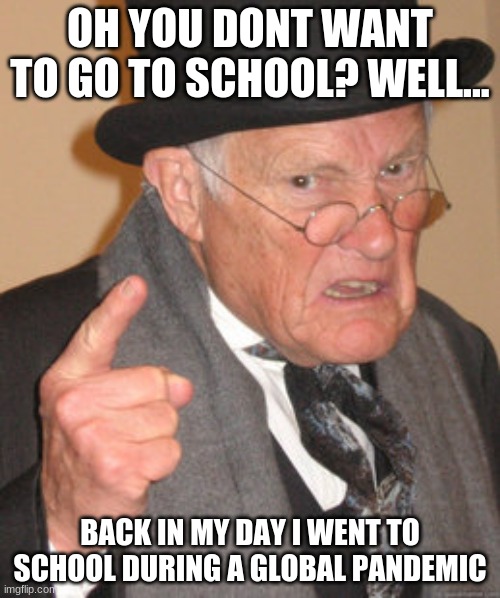 OH YOU DONT WANT
TO GO TO SCHOOL? WELL...
BACK IN MY DAY I WENT TO
SCHOOL DURING A GLOBAL PANDEMIC
imgflip.com